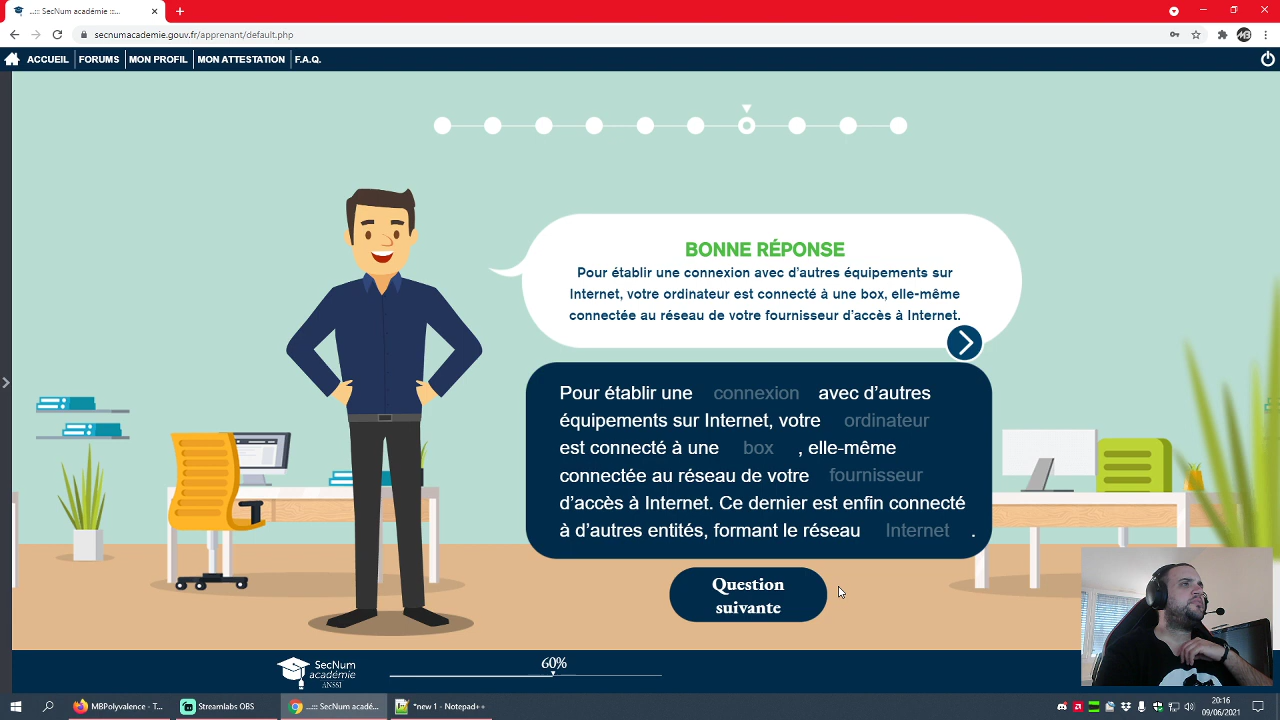 ..:: SecNum académie ::...
secnumacademie.gouv.fr/apprenant/default.php
ACCUEIL FORUMS MON PROFIL MON ATTESTATION F.A.Q.
BONNE RÉPONSE
Pour établir une connexion avec d'autres équipements sur
Internet, votre ordinateur est connecté à une box, elle-même
connectée au réseau de votre fournisseur d'accès à Internet.
Pour établir une connexion avec d'autres
équipements sur Internet, votre ordinateur
est connecté à une box , elle-même
connectée au réseau de votre fournisseur
d'accès à Internet. Ce dernier est enfin connecté
à d'autres entités, formant le réseau Internet .
Question
suivante
SecNum
académie
ANSSI
60%
MBPolyvalence - T...
Streamlabs OBS
..:: SecNum acadé...
*new 1 - Notepad++
20:16
09/06/2021